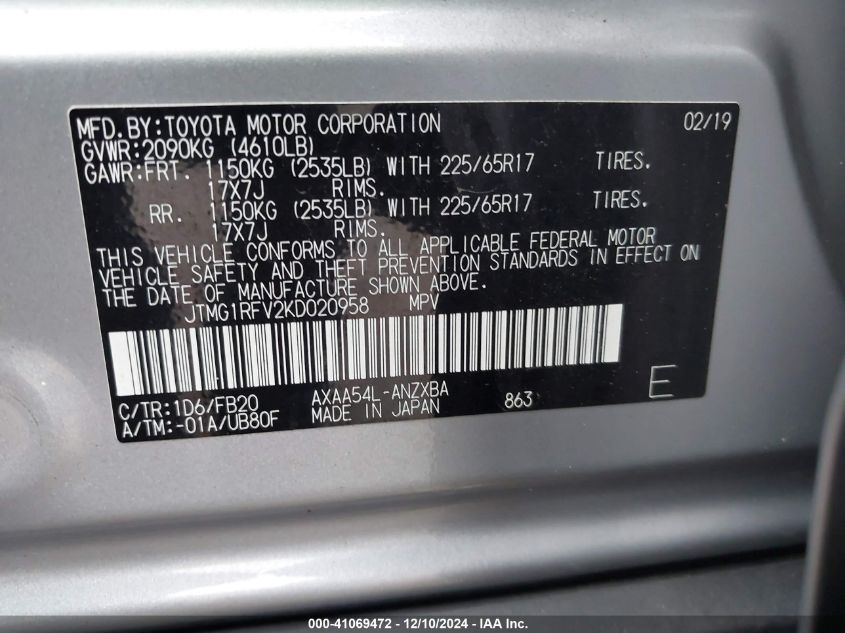 MFD.BY:TOYOTA MOTOR CORPORATION 02/19
GVWR:2090KG (4610LB)
GAWR:FRT. 1150KG (2535LB) WITH 225/65R17 TIRES.
17X7J RIMS.
RR. 1150KG (2535LB) WITH 225/65R17 TIRES.
17X7J RIMS.
THIS VEHICLE CONFORMS TO ALL APPLICABLE FEDERAL MOTOR
VEHICLE SAFETY AND THEFT PREVENTION STANDARDS IN EFFECT ON
THE DATE OF MANUFACTURE SHOWN ABOVE.
JTMG1RFV2KD020958 MPV
C/TR:1D6/FB20 AXAA54L-ANZXBA
A/TM:-01A/UB80F MADE IN JAPAN 863 E
000-41069472 - 12/10/2024 - IAA Inc.